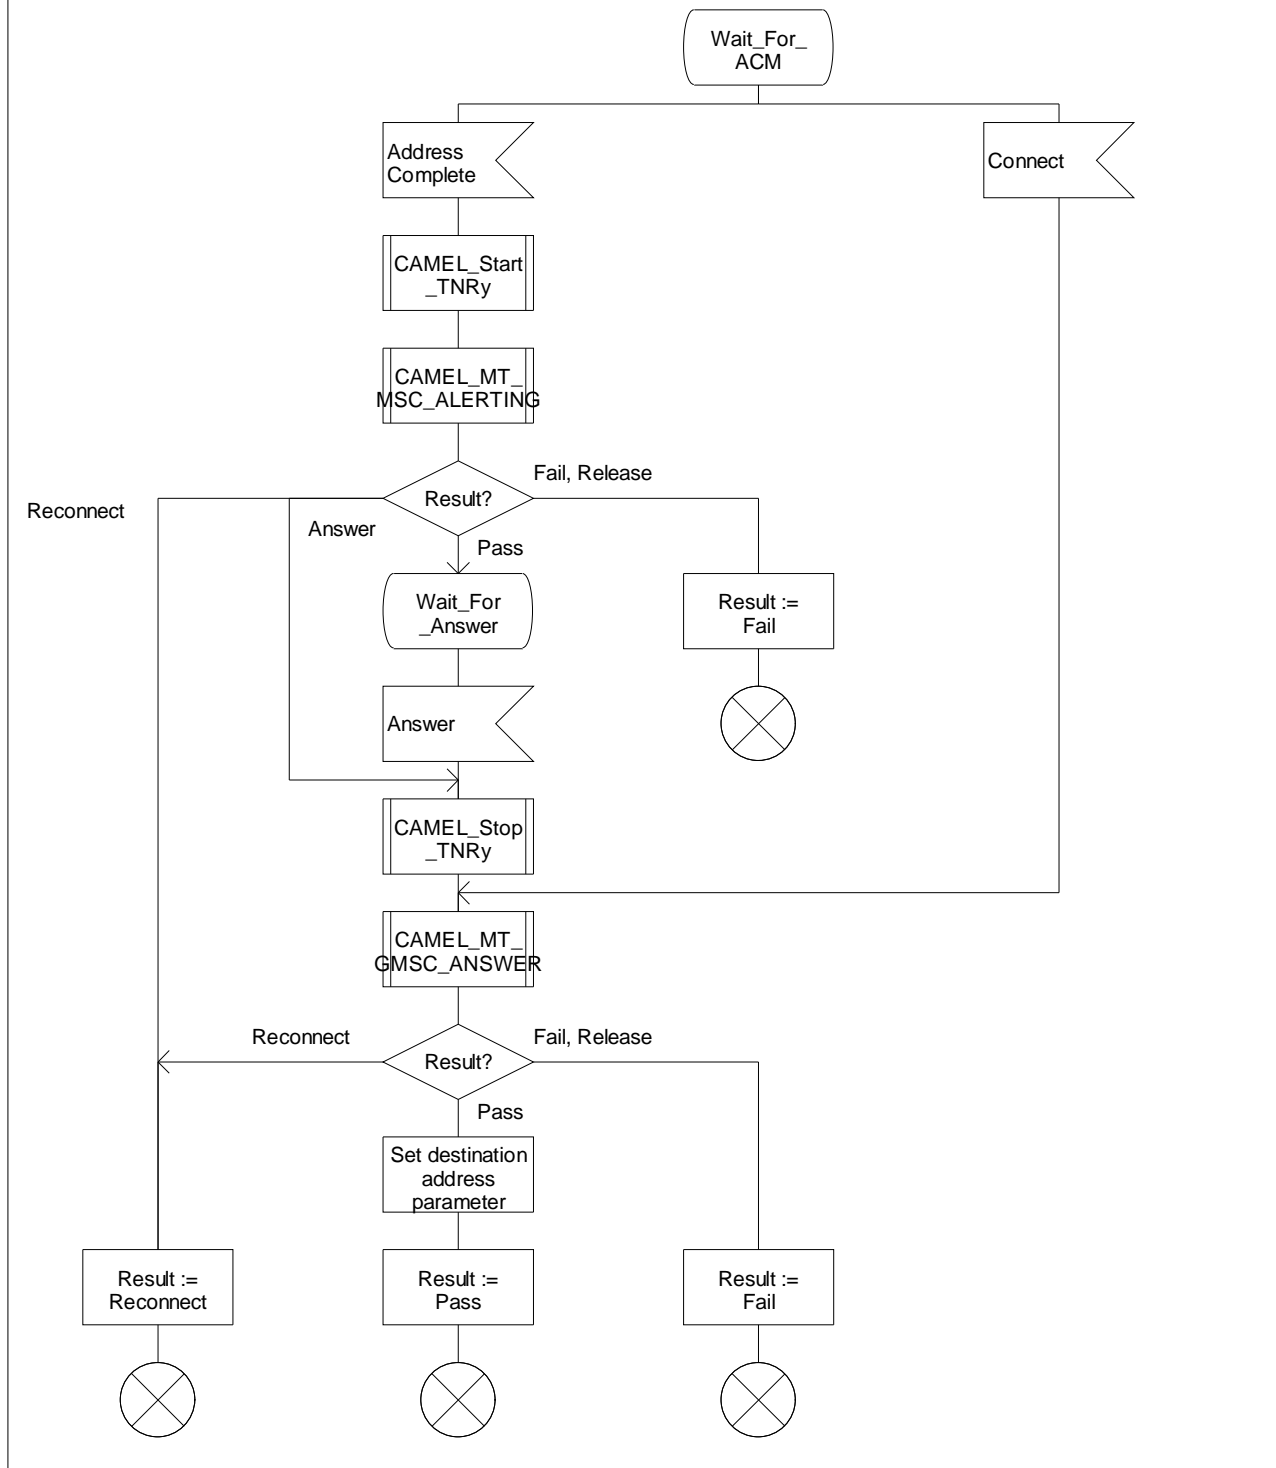 Wait_For_
ACM
Address
Complete
Connect
CAMEL_Start
_TNRy
CAMEL_MT_
MSC_ALERTING
Fail, Release
Result?
Reconnect
Answer
Pass
Wait_For
_Answer
Result :=
Fail
Answer
CAMEL_Stop
_TNRy
CAMEL_MT_
GMSC_ANSWER
Reconnect
Fail, Release
Result?
Pass
Set destination
address
parameter
Result :=
Reconnect
Result :=
Pass
Result :=
Fail